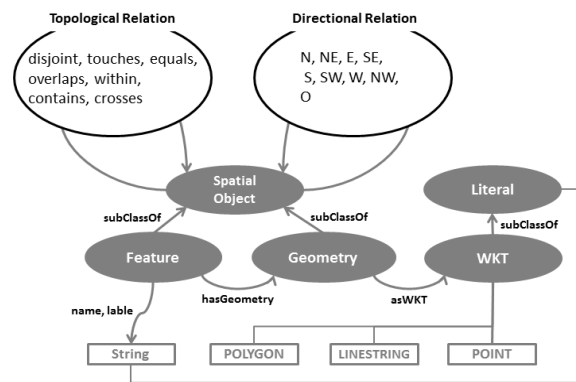 Topological Relation
Directional Relation
disjoint, touches, equals,
overlaps, within,
contains, crosses
N, NE, E, SE,
S, SW, W, NW,
O
Spatial
Object
Literal
subClassOf
subClassOf
subClassOf
Feature
Geometry
WKT
hasGeometry
asWKT
name, lable
String
POLYGON
LINESTRING
POINT